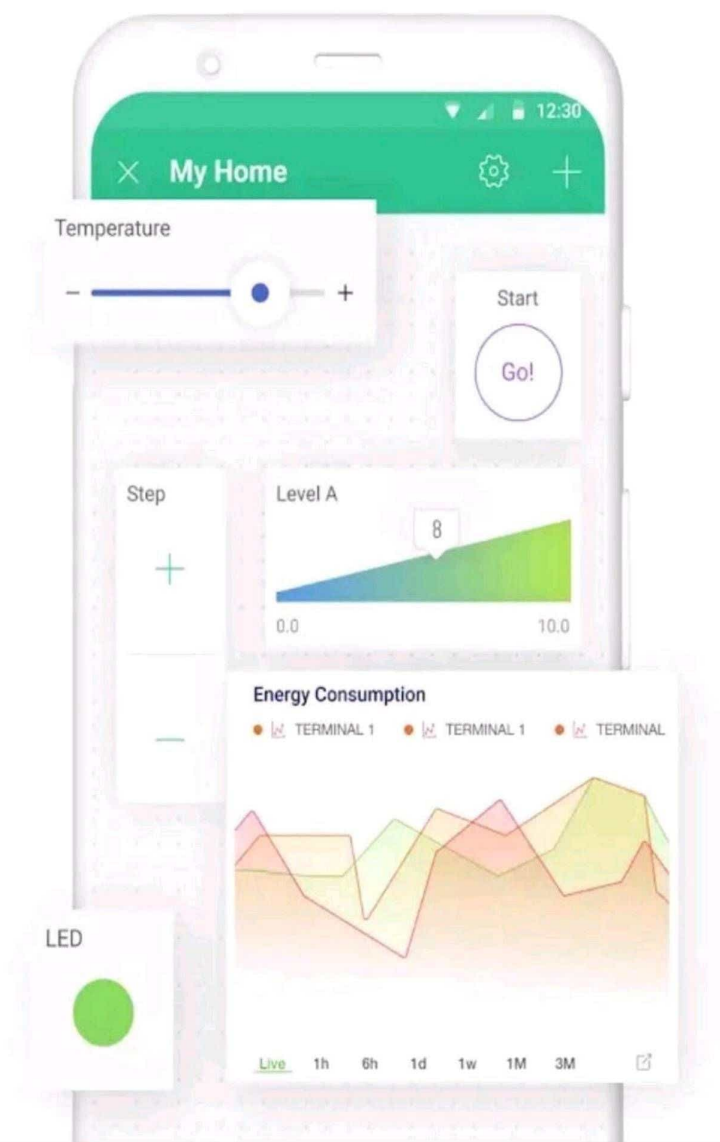 12:30
My Home
Temperature
− +
Start
Go!
Step
+
−
Level A
8
0.0 10.0
Energy Consumption
TERMINAL 1 TERMINAL 1 TERMINAL
LED
Live 1h 6h 1d 1w 1M 3M